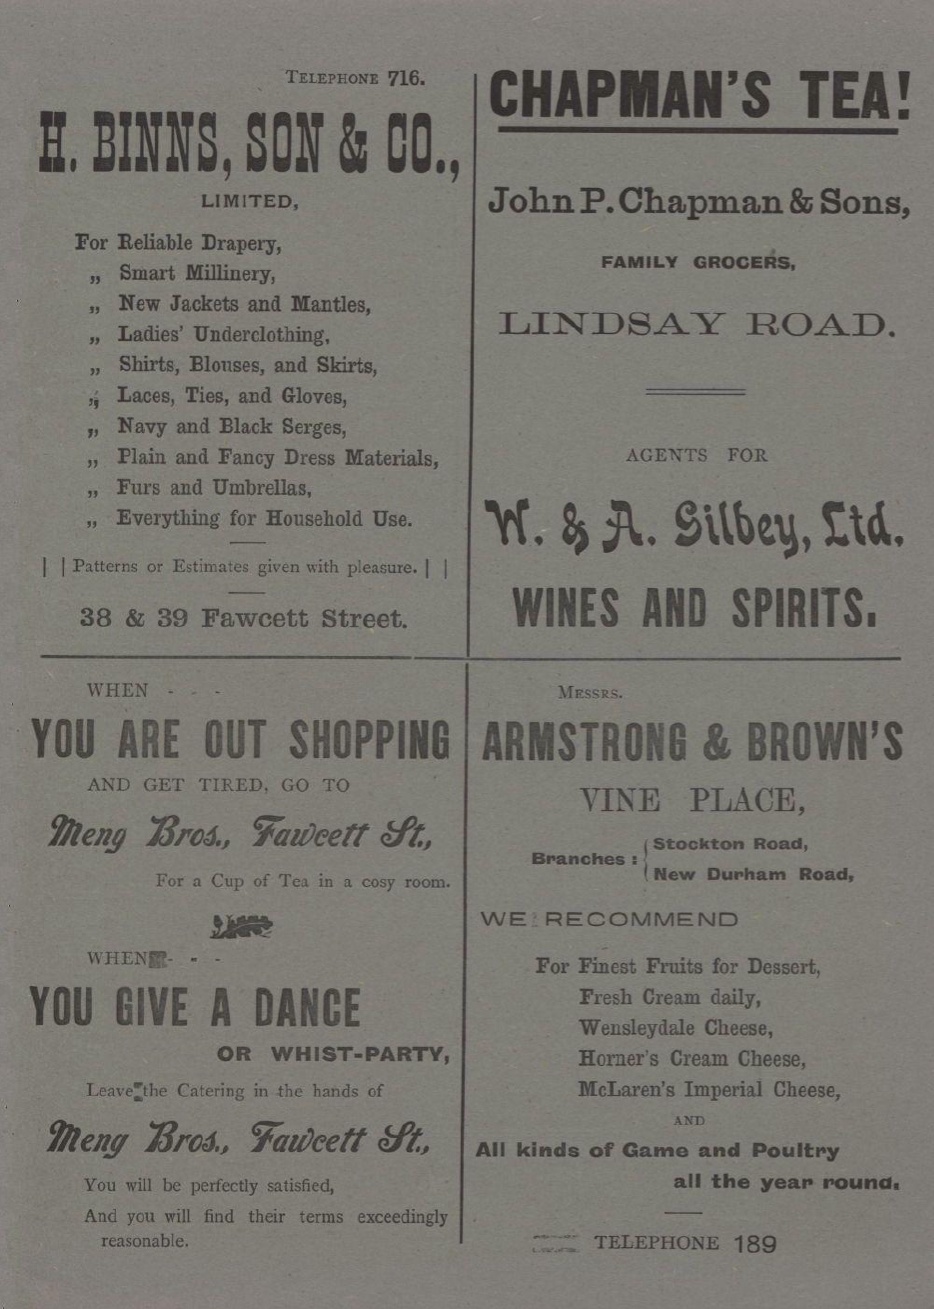 TELEPHONE 716.
H. BINNS, SON & CO.,
LIMITED,
For Reliable Drapery,
„ Smart Millinery,
„ New Jackets and Mantles,
„ Ladies' Underclothing,
„ Shirts, Blouses, and Skirts,
„ Laces, Ties, and Gloves,
„ Navy and Black Serges,
„ Plain and Fancy Dress Materials,
„ Furs and Umbrellas,
„ Everything for Household Use.
| | Patterns or Estimates given with pleasure. | |
38 & 39 Fawcett Street.
CHAPMAN'S TEA!
John P. Chapman & Sons,
FAMILY GROCERS,
LINDSAY ROAD.
AGENTS FOR
W. & A. Gilbey, Ltd.
WINES AND SPIRITS.
WHEN - - -
YOU ARE OUT SHOPPING
AND GET TIRED, GO TO
Meng Bros., Fawcett St.,
For a Cup of Tea in a cosy room.
WHEN - - -
YOU GIVE A DANCE
OR WHIST-PARTY,
Leave the Catering in the hands of
Meng Bros., Fawcett St.,
You will be perfectly satisfied,
And you will find their terms exceedingly
reasonable.
MESSRS.
ARMSTRONG & BROWN'S
VINE PLACE,
Branches : { Stockton Road,
New Durham Road,
WE RECOMMEND
For Finest Fruits for Dessert,
Fresh Cream daily,
Wensleydale Cheese,
Horner's Cream Cheese,
McLaren's Imperial Cheese,
AND
All kinds of Game and Poultry
all the year round.
TELEPHONE 189